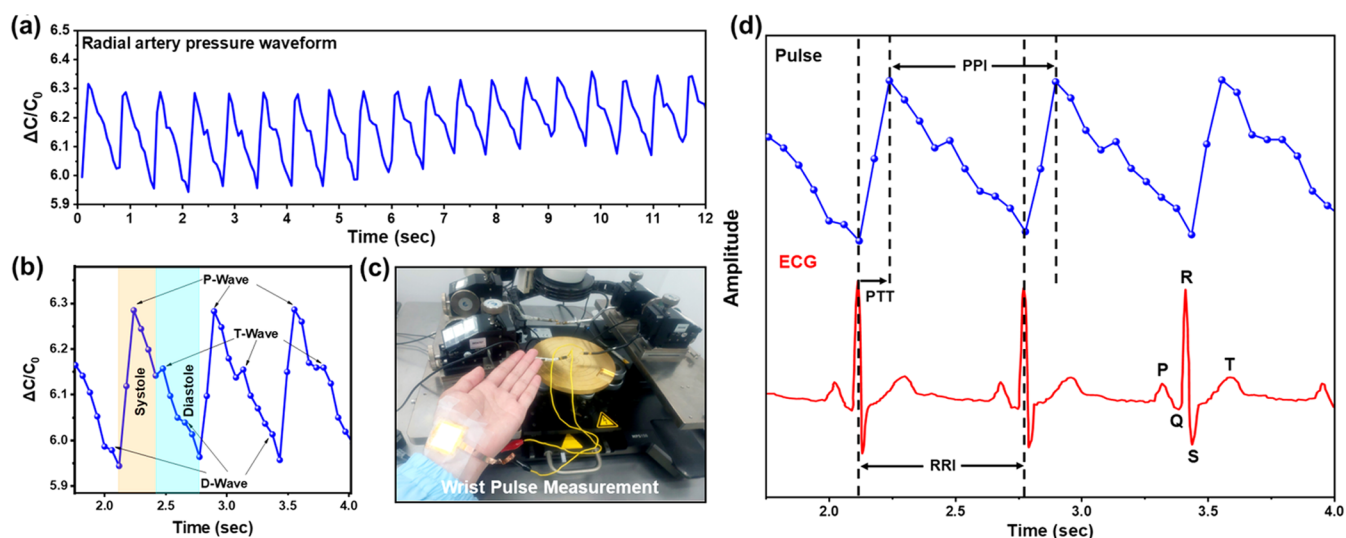 (a)
Radial artery pressure waveform
ΔC/C0
6.5
6.4
6.3
6.2
6.1
6.0
5.9
0 1 2 3 4 5 6 7 8 9 10 11 12
Time (sec)
(b)
P-Wave
T-Wave
Systole
Diastole
D-Wave
ΔC/C0
6.3
6.2
6.1
6.0
5.9
2.0 2.5 3.0 3.5 4.0
Time (sec)
(c)
Wrist Pulse Measurement
(d)
Pulse
PPI
ECG
PTT
R
P
T
Q
S
RRI
Amplitude
2.0 2.5 3.0 3.5 4.0
Time (sec)